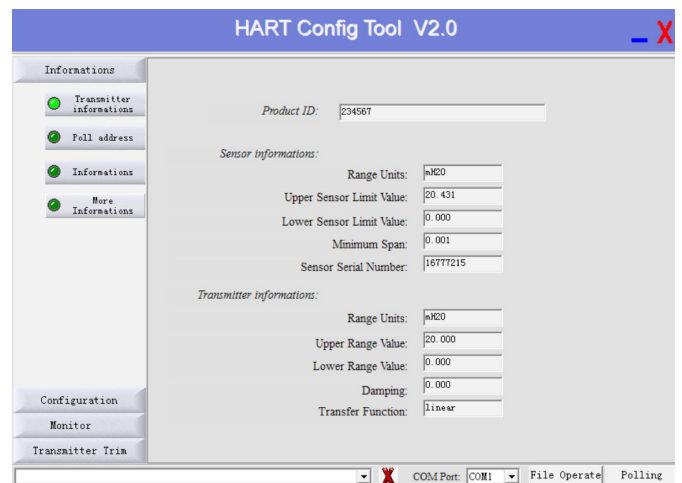 HART Config Tool V2.0
X
Informations
Transmitter
informations
Poll address
Informations
More
Informations
Configuration
Monitor
Transmitter Trim
Product ID: 234567
Sensor informations:
Range Units: mH20
Upper Sensor Limit Value: 20.431
Lower Sensor Limit Value: 0.000
Minimum Span: 0.001
Sensor Serial Number: 16777215
Transmitter informations:
Range Units: mH20
Upper Range Value: 20.000
Lower Range Value: 0.000
Damping: 0.000
Transfer Function: linear
X COM Port: COM1 File Operate Polling